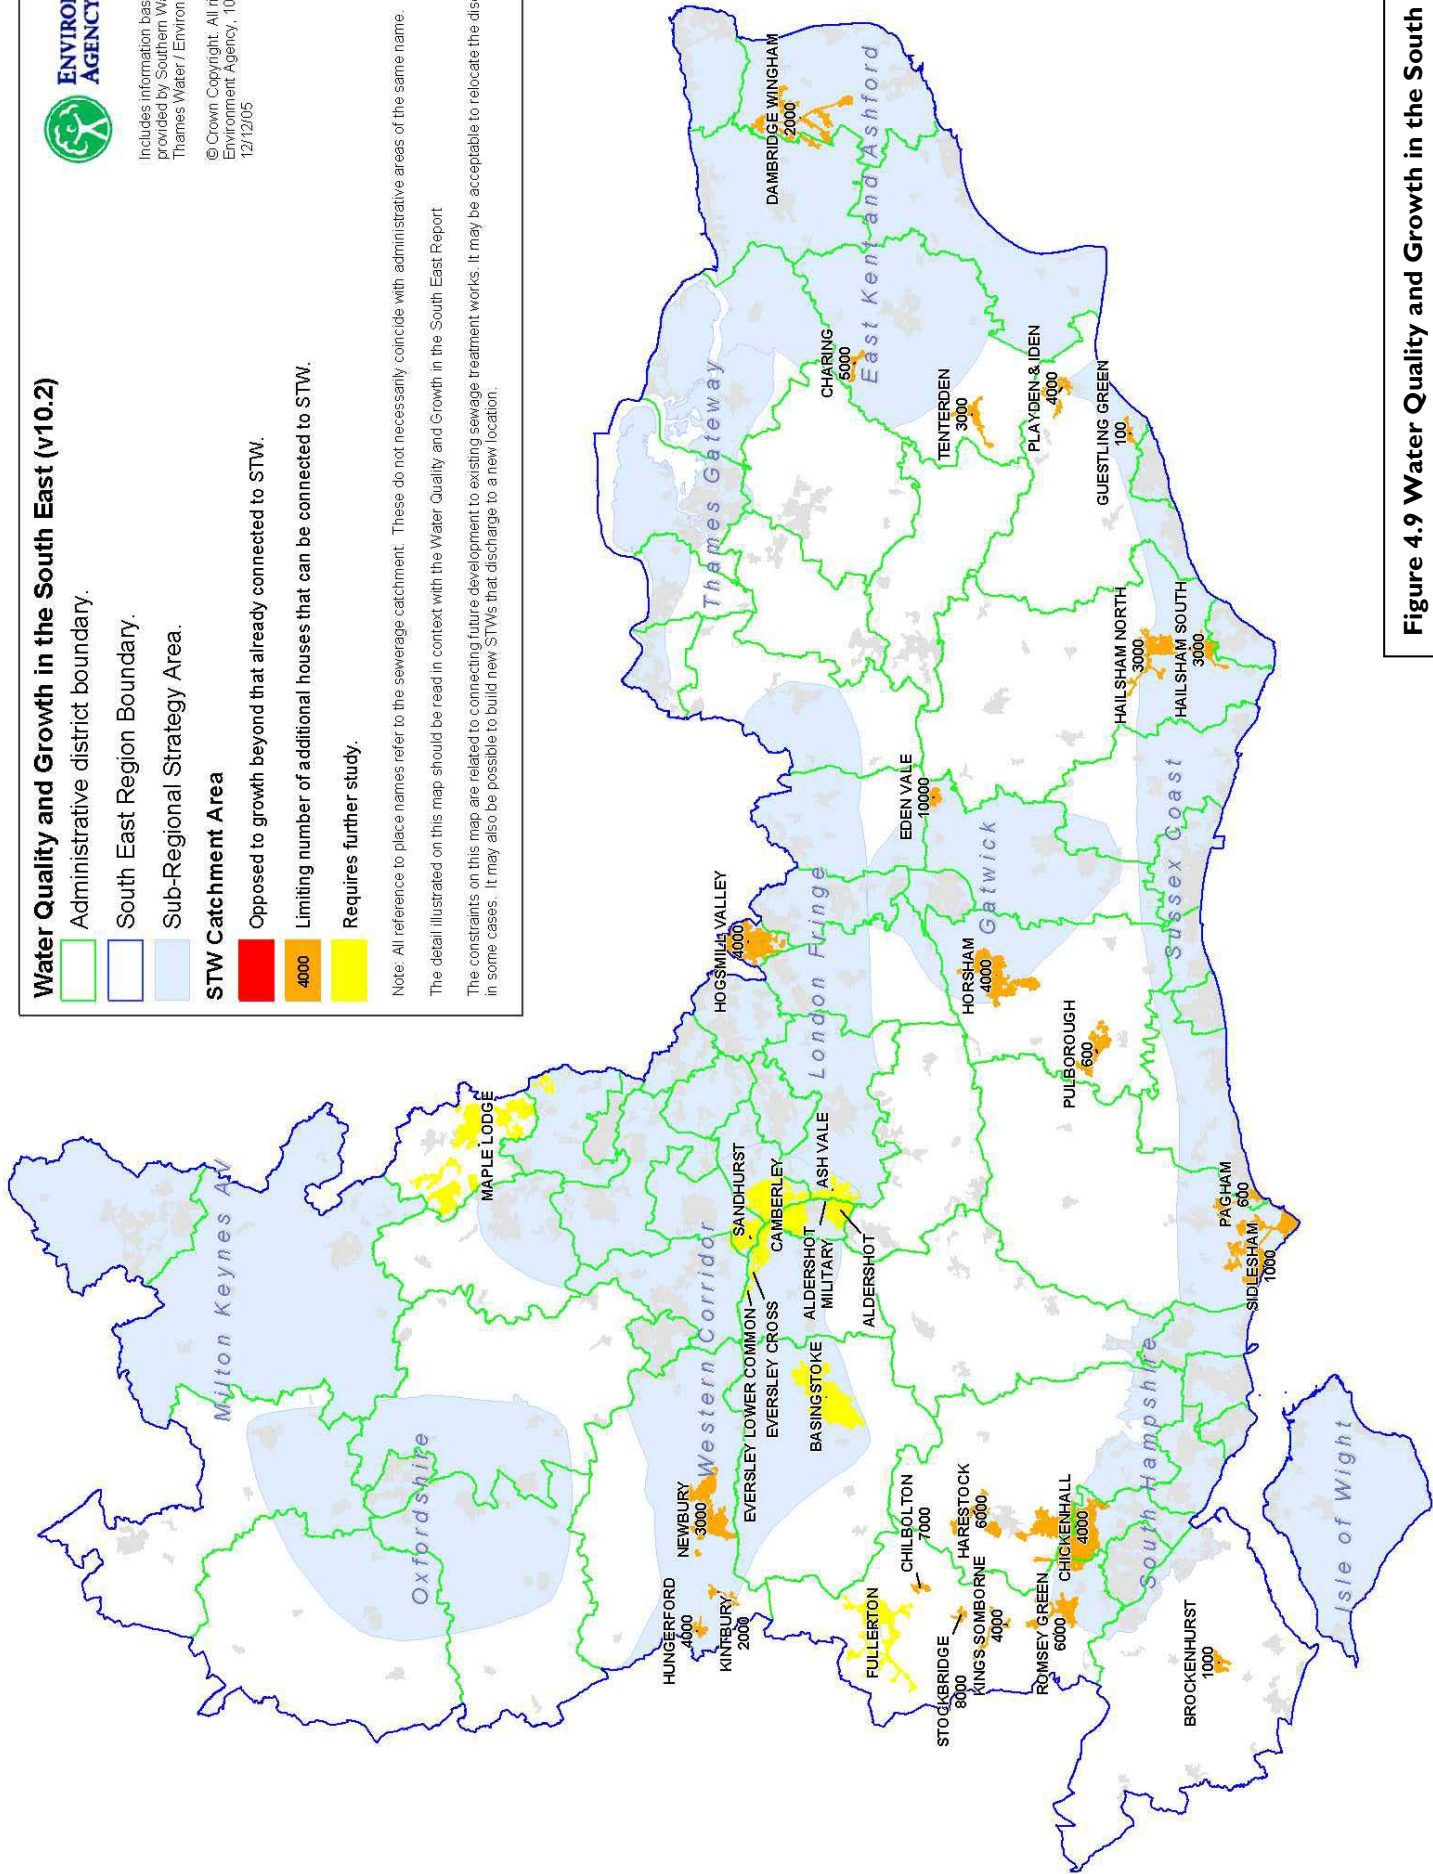 Water Quality and Growth in the South East (v10.2)
Administrative district boundary.
South East Region Boundary.
Sub-Regional Strategy Area.
STW Catchment Area
Opposed to growth beyond that already connected to STW.
4000
Limiting number of additional houses that can be connected to STW.
Requires further study.
Note: All reference to place names refer to the sewerage catchment. These do not necessarily coincide with administrative areas of the same name.
The detail illustrated on this map should be read in context with the Water Quality and Growth in the South East Report
The constraints on this map are related to connecting future development to existing sewage treatment works. It may be acceptable to relocate the
in some cases. It may also be possible to build new STWs that discharge to a new location.
AGENCY
Includes information
provided by Southern
Thames Water /
© Crown Copyright. All
Environment Agency, 10
12/12/05
Milton Keynes
Oxfordshire
Western Corridor
London Fringe
Thames Gateway
East Kent and Ashford
Gatwick
Sussex Coast
South Hampshire
Isle of Wight
MAPLE LODGE
HOGSMILL VALLEY
4000
DAMBRIDGE WINGHAM
2000
CHARING
5000
TENTERDEN
3000
PLAYDEN & IDEN
4000
GUESTLING GREEN
100
HAILSHAM NORTH
3000
HAILSHAM SOUTH
3000
EDEN VALE
10000
HORSHAM
4000
PULBOROUGH
600
PAGHAM
600
SIDLESHAM
1000
SANDHURST
CAMBERLEY
ASH VALE
ALDERSHOT
MILITARY
ALDERSHOT
EVERSLEY LOWER COMMON
EVERSLEY CROSS
BASINGSTOKE
NEWBURY
3000
HUNGERFORD
4000
KINTBURY
2000
FULLERTON
CHILBOLTON
7000
STOCKBRIDGE
8000
HARESTOCK
6000
KINGS SOMBORNE
4000
ROMSEY GREEN
6000
CHICKENHALL
4000
BROCKENHURST
1000
Figure 4.9 Water Quality and Growth in the South